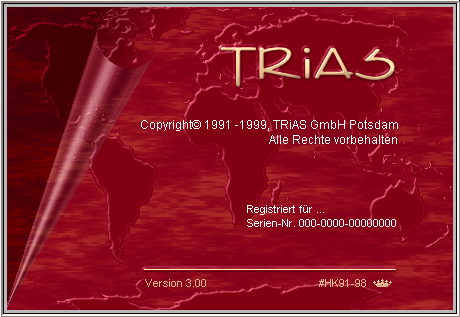 TRiAS
Copyright© 1991 -1999, TRiAS GmbH Potsdam
Alle Rechte vorbehalten
Registriert für ...
Serien-Nr. 000-0000-00000000
Version 3.00
#HK91-98